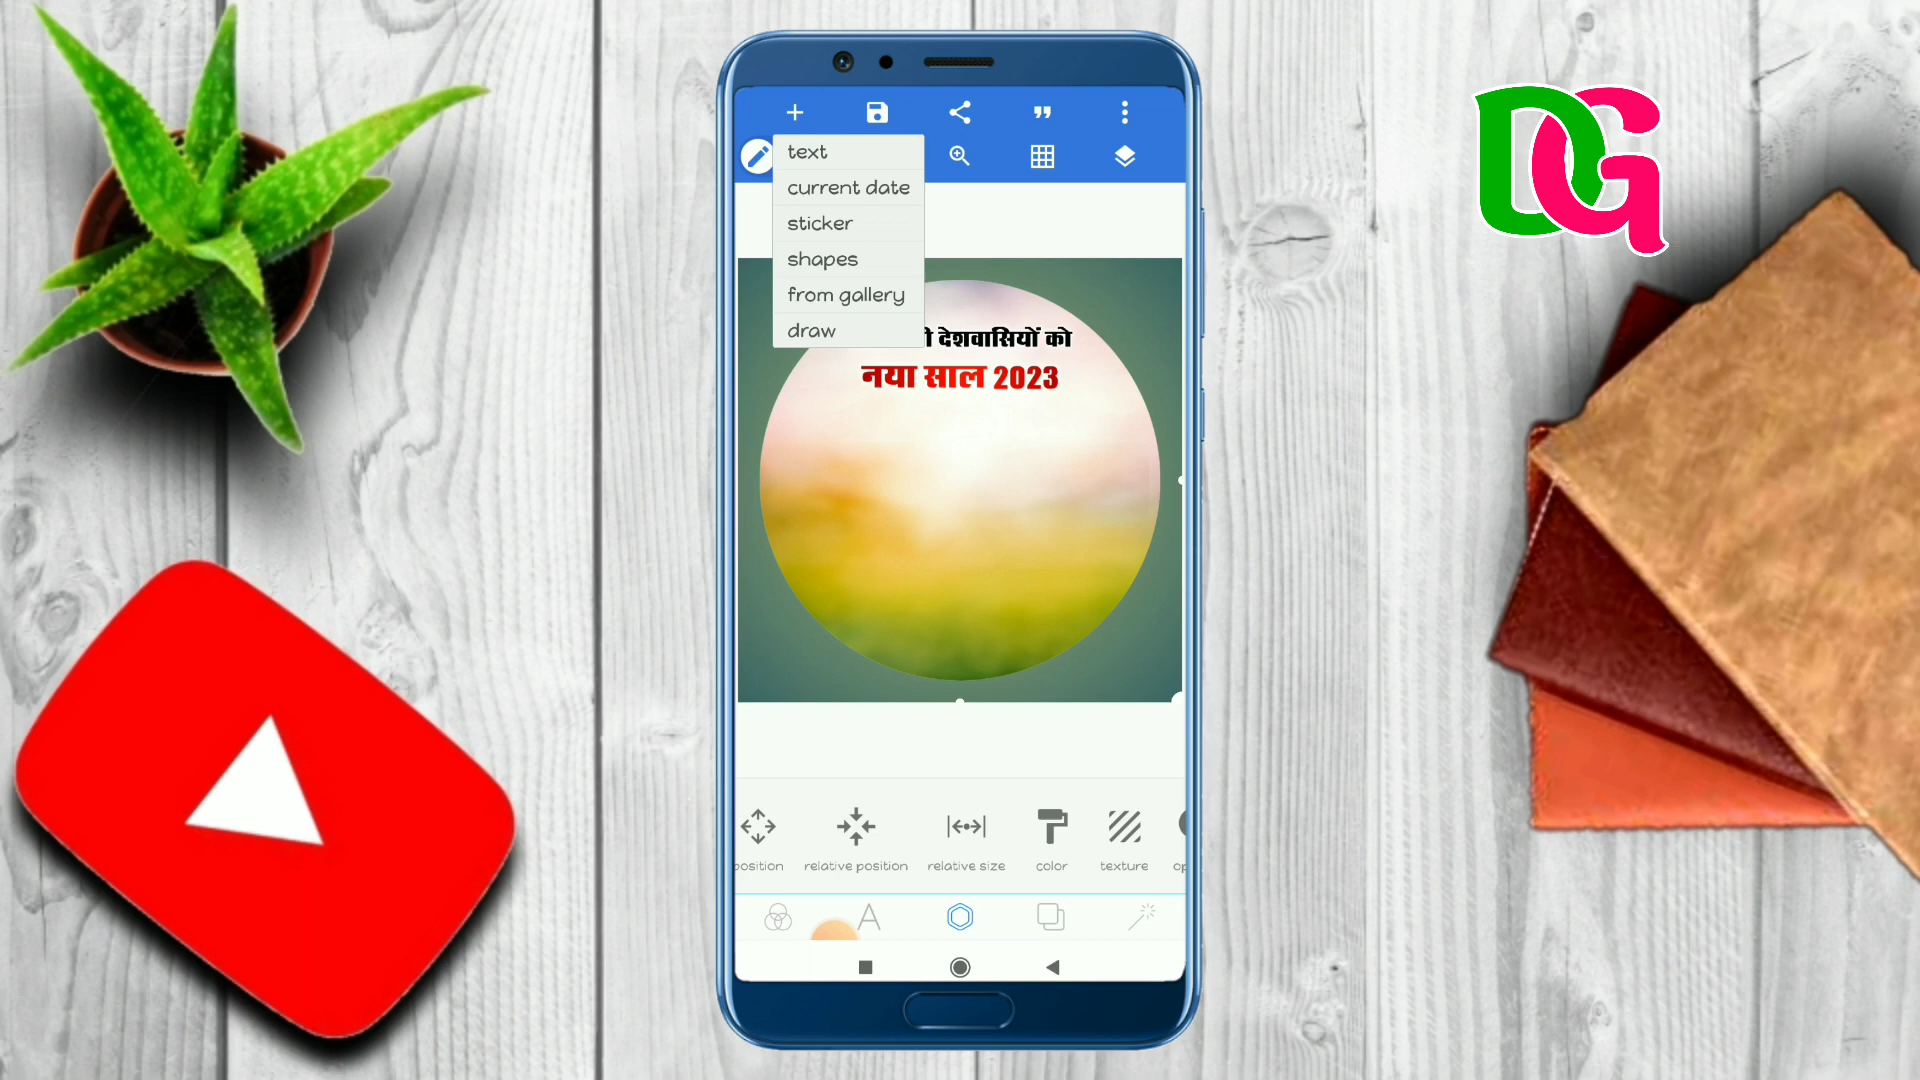 DG
text
current date
sticker
shapes
from gallery
draw
देशवासियों को
नया साल 2023
position
relative position
relative size
color
texture